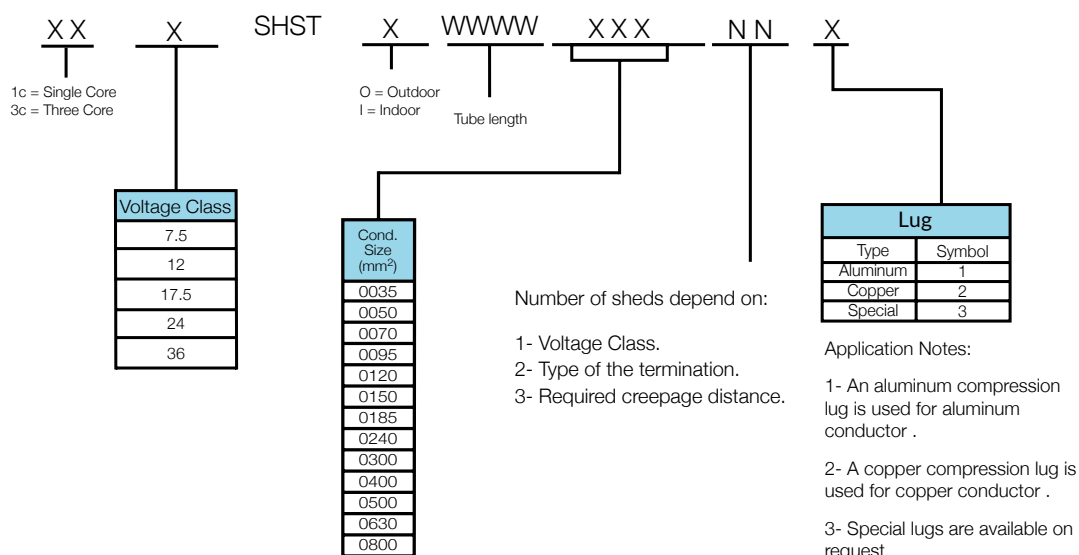 XX X SHST X WWWW XXX NN X
1c = Single Core
3c = Three Core
O = Outdoor
I = Indoor
Tube length
Voltage Class
7.5
12
17.5
24
36
Cond.
Size
(mm²)
0035
0050
0070
0095
0120
0150
0185
0240
0300
0400
0500
0630
0800
Number of sheds depend on:
1- Voltage Class.
2- Type of the termination.
3- Required creepage distance.
Lug
Type Symbol
Aluminum 1
Copper 2
Special 3
Application Notes:
1- An aluminum compression
lug is used for aluminum
conductor .
2- A copper compression lug is
used for copper conductor .
3- Special lugs are available on
request